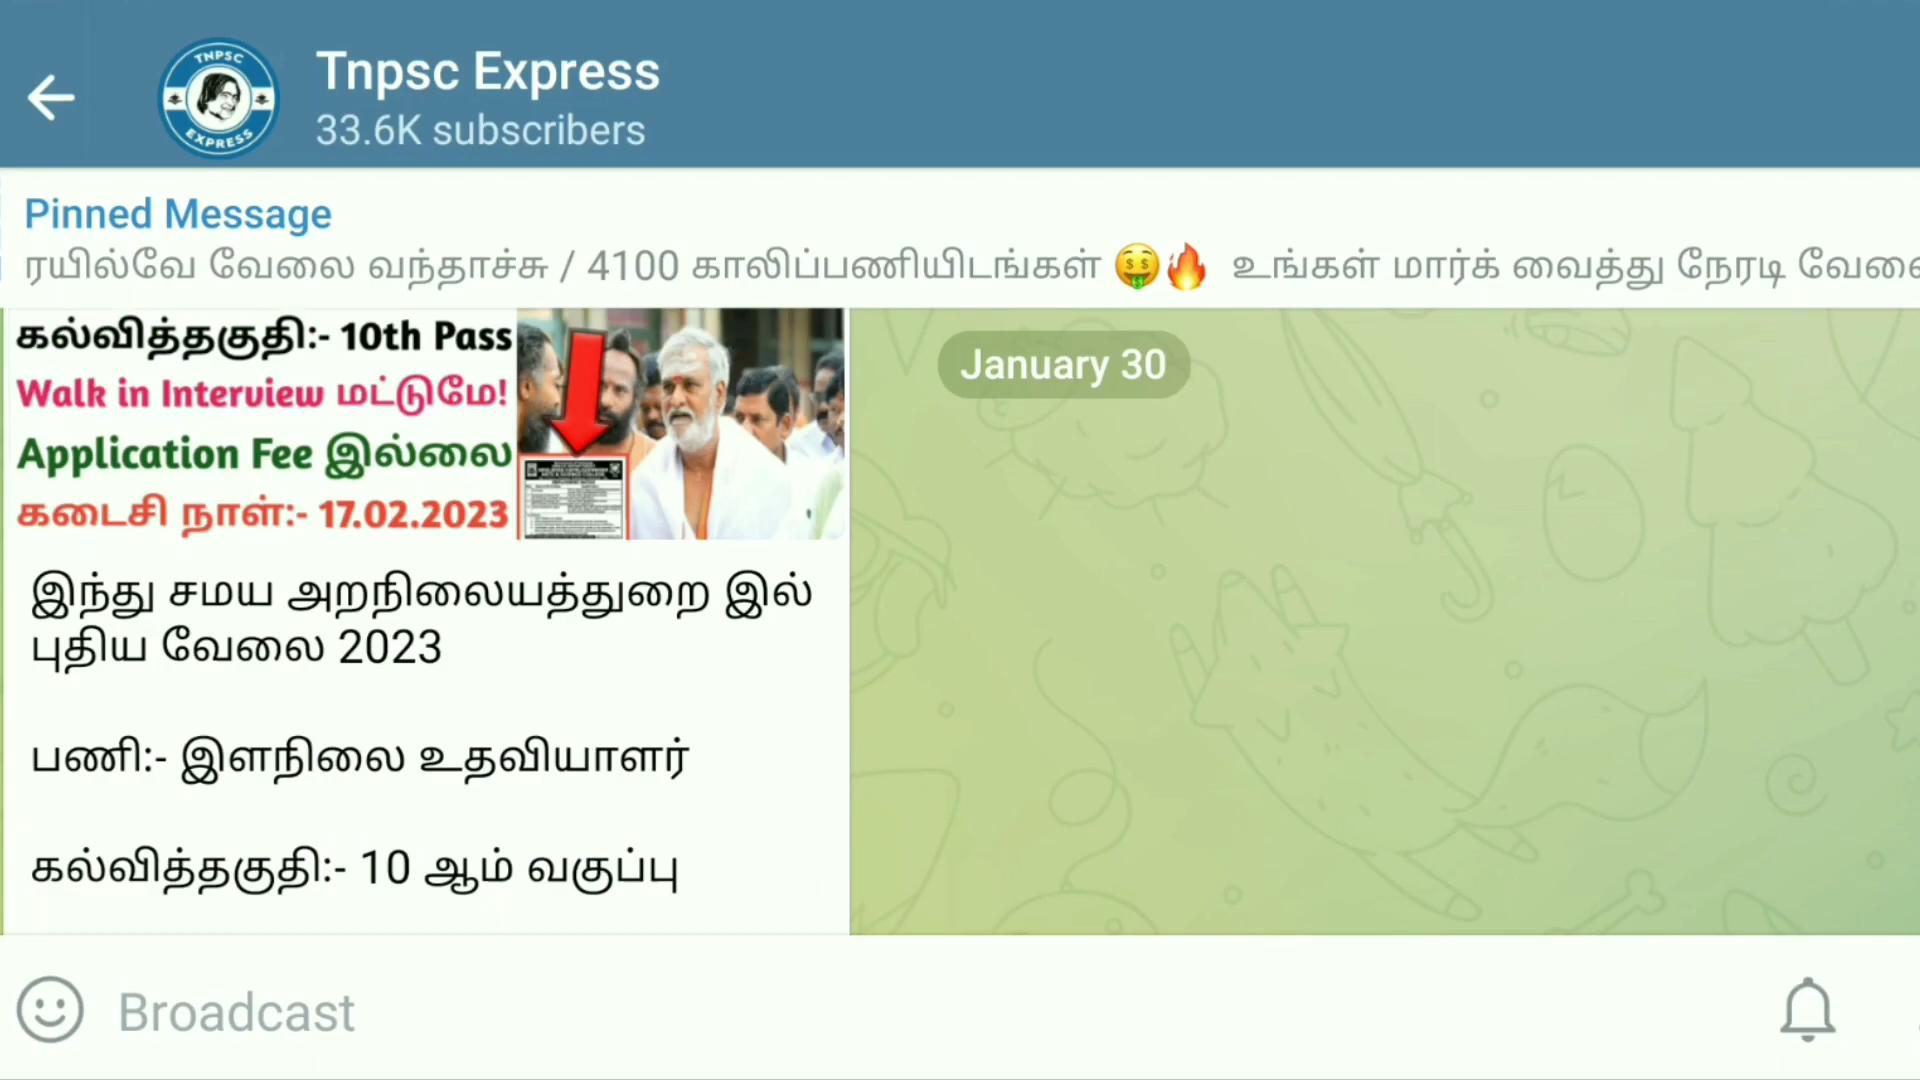 TNPSC
EXPRESS
Tnpsc Express
33.6K subscribers
Pinned Message
ரயில்வே வேலை வந்தாச்சு / 4100 காலிப்பணியிடங்கள் 🤑🔥 உங்கள் மார்க் வைத்து நேரடி
January 30
கல்வித்தகுதி:- 10th Pass
Walk in Interview மட்டுமே!
Application Fee இல்லை
கடைசி நாள்:- 17.02.2023
இந்து சமய அறநிலையத்துறை இல்
புதிய வேலை 2023
பணி:- இளநிலை உதவியாளர்
கல்வித்தகுதி:- 10 ஆம் வகுப்பு
Broadcast